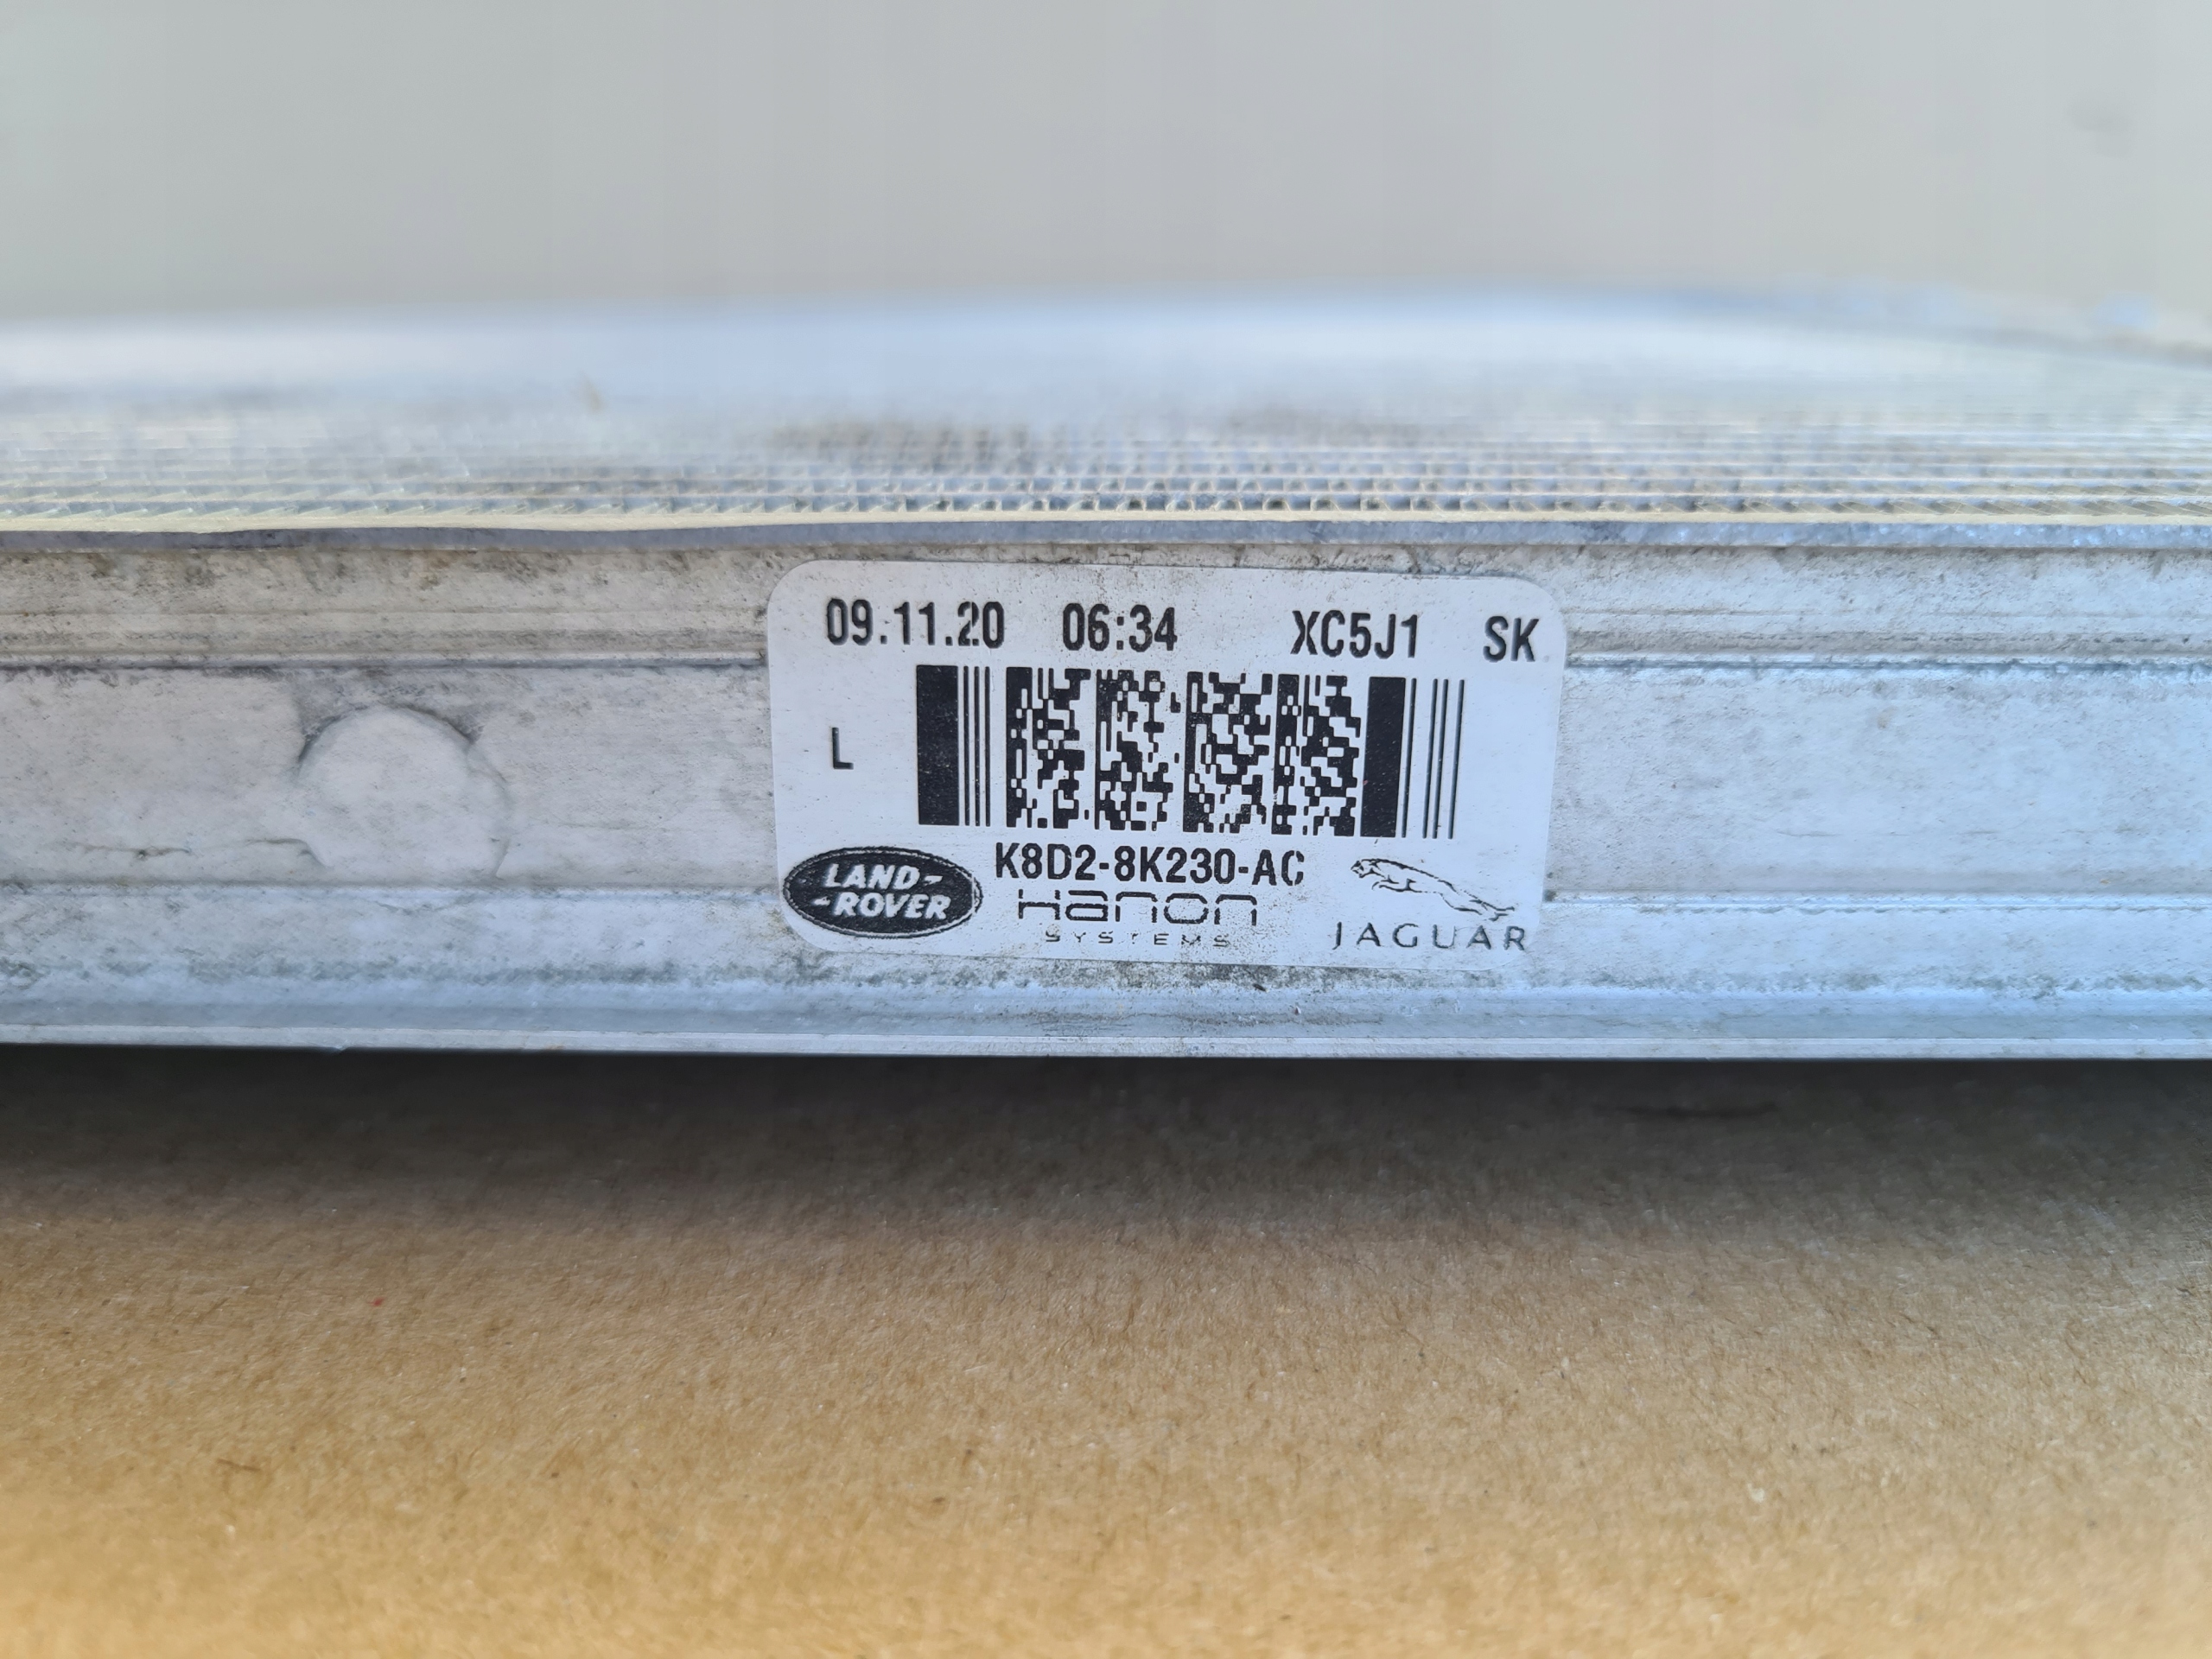 09.11.20 06:34 XC5J1 SK
L
K8D2-8K230-AC
LAND-
-ROVER
Hanon
SYSTEMS
JAGUAR